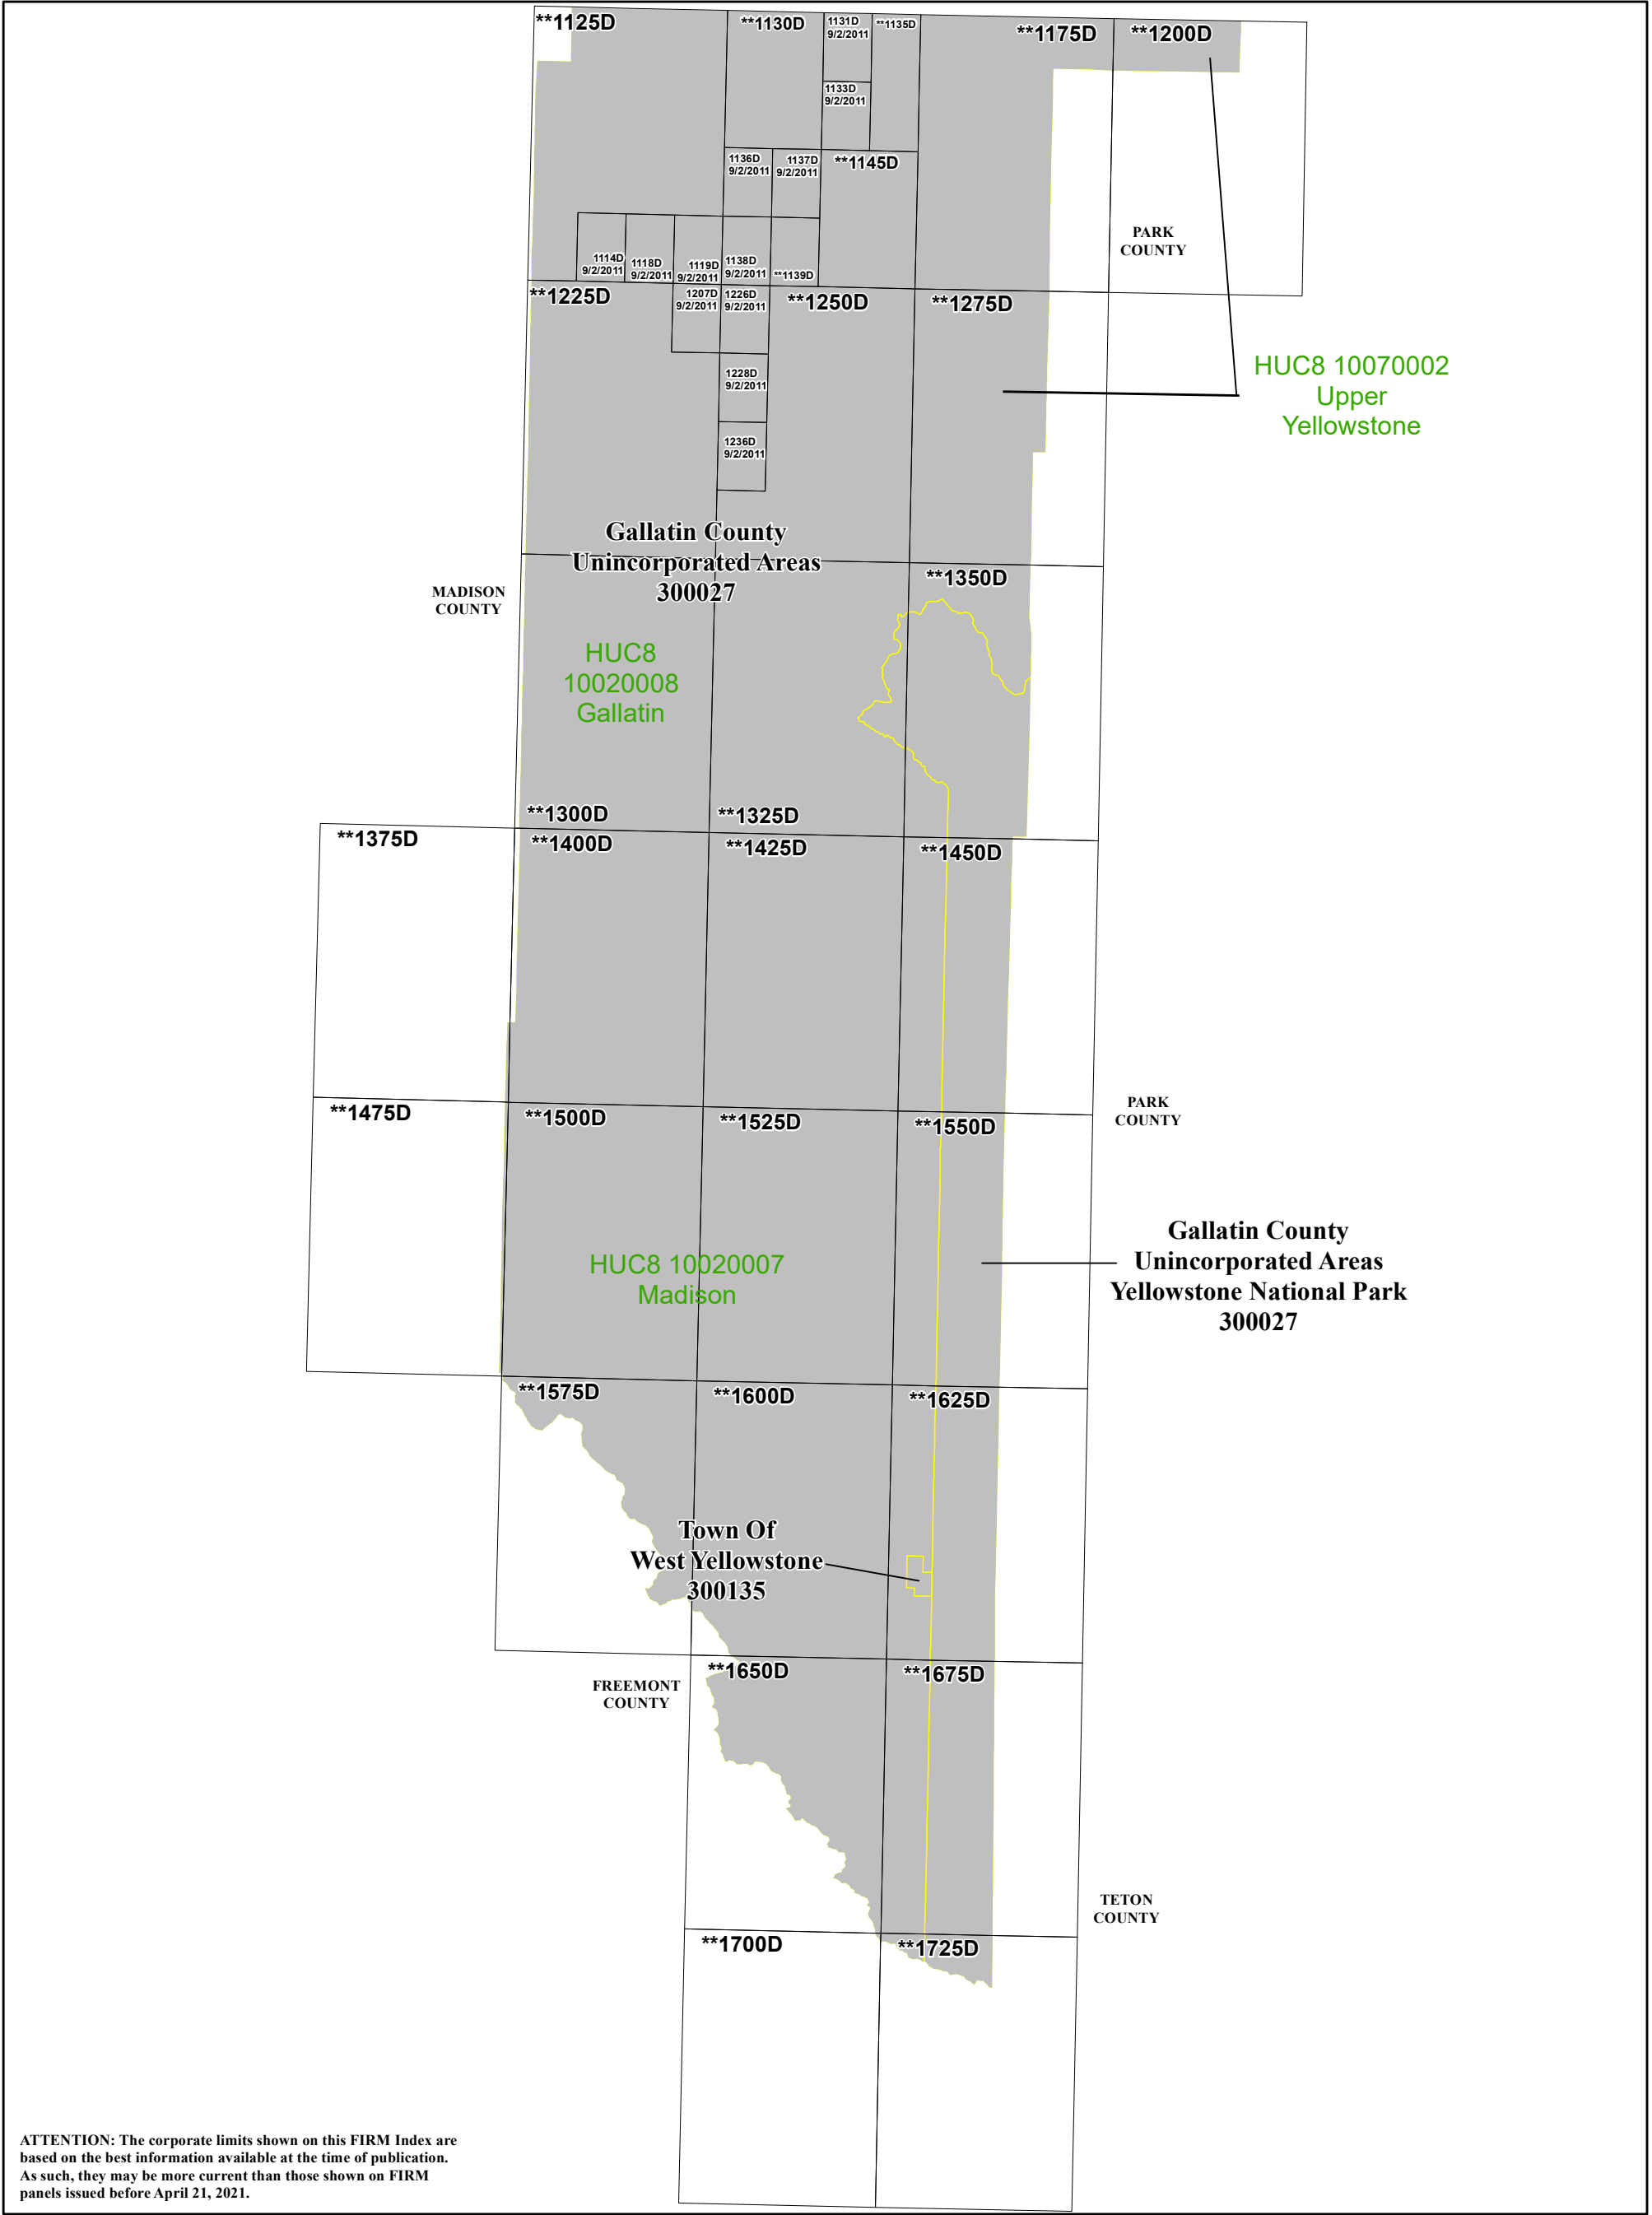 **1125D
**1130D
1131D
9/2/2011
**1135D
**1175D
**1200D
1133D
9/2/2011
1136D
9/2/2011
1137D
9/2/2011
**1145D
PARK
COUNTY
1114D
9/2/2011
1118D
9/2/2011
1119D
9/2/2011
1138D
9/2/2011
**1139D
**1225D
1207D
9/2/2011
1226D
9/2/2011
**1250D
**1275D
HUC8 10070002
Upper
Yellowstone
1228D
9/2/2011
1236D
9/2/2011
Gallatin County
Unincorporated Areas
300027
**1350D
MADISON
COUNTY
HUC8
10020008
Gallatin
**1300D
**1325D
**1375D
**1400D
**1425D
**1450D
**1475D
**1500D
**1525D
**1550D
PARK
COUNTY
Gallatin County
Unincorporated Areas
Yellowstone National Park
300027
HUC8 10020007
Madison
**1575D
**1600D
**1625D
Town Of
West Yellowstone
300135
**1650D
**1675D
FREEMONT
COUNTY
TETON
COUNTY
**1700D
**1725D
ATTENTION: The corporate limits shown on this FIRM Index are
based on the best information available at the time of publication.
As such, they may be more current than those shown on FIRM
panels issued before April 21, 2021.